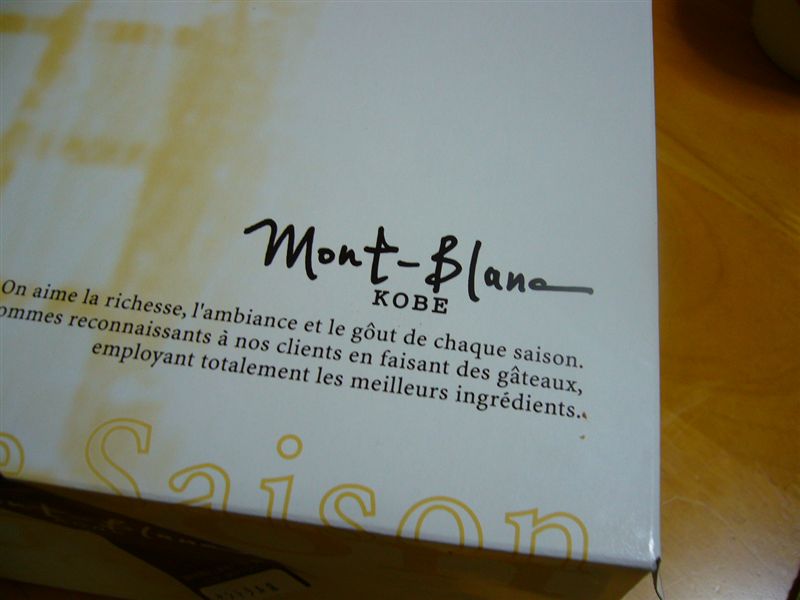 Mont-Blanc
KOBE
On aime la richesse, l'ambiance et le gôut de chaque saison.
ommes reconnaissants à nos clients en faisant des gâteaux,
employant totalement les meilleurs ingrédients.
e Saison